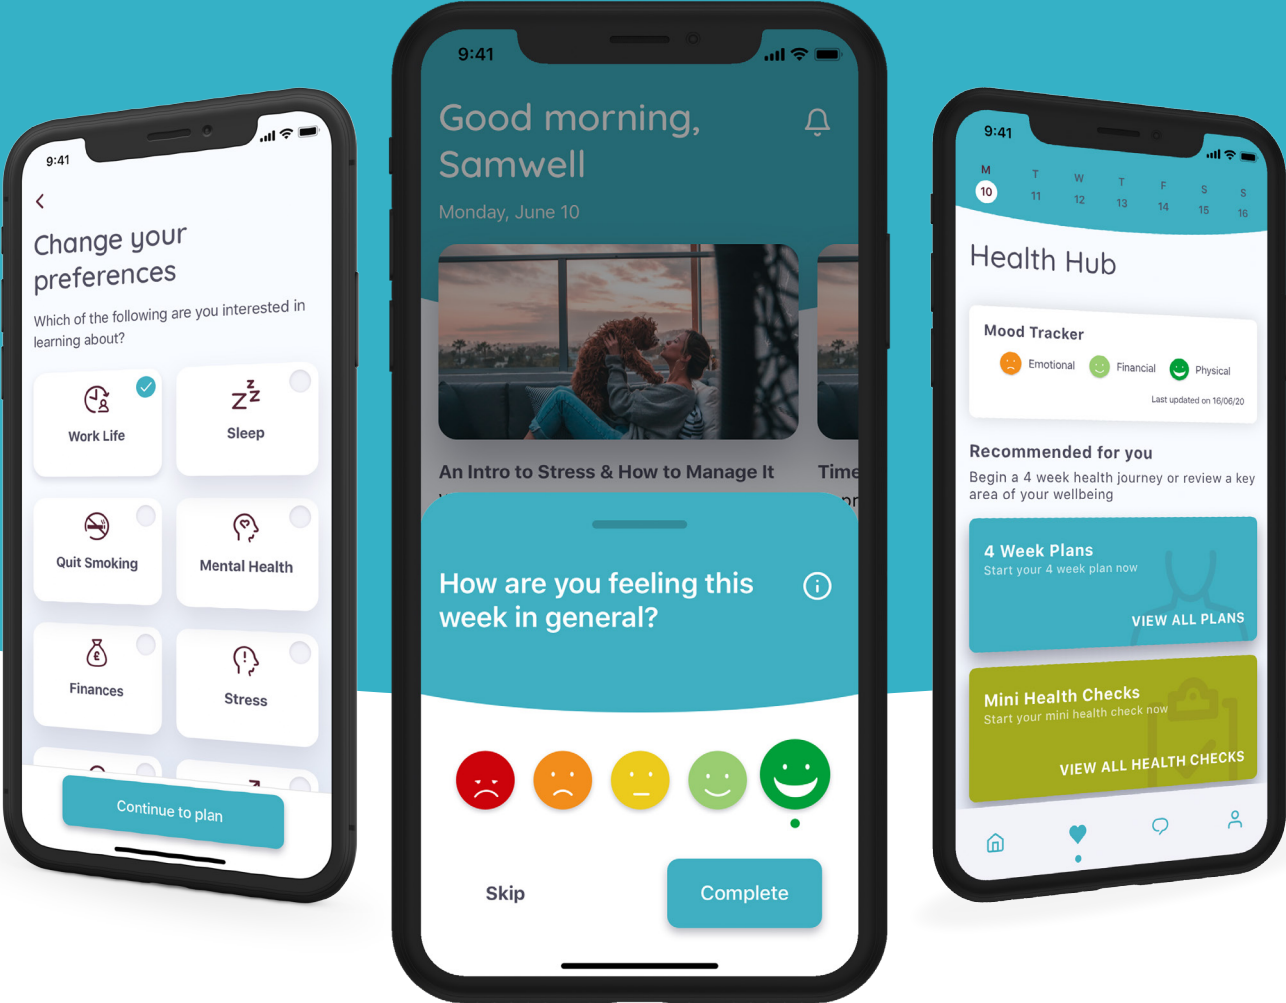 9:41
Change your
preferences
Which of the following are you interested in
learning about?
Work Life
z z z
Sleep
Quit Smoking
Mental Health
£
Finances
Stress
Continue to plan
9:41
Good morning,
Samwell
Monday, June 10
An Intro to Stress & How to Manage It
Time
How are you feeling this
week in general?
Skip
Complete
9:41
M T W T F S S
10 11 12 13 14 15 16
Health Hub
Mood Tracker
Emotional Financial Physical
Last updated on 16/06/20
Recommended for you
Begin a 4 week health journey or review a key
area of your wellbeing
4 Week Plans
Start your 4 week plan now
VIEW ALL PLANS
Mini Health Checks
Start your mini health check now
VIEW ALL HEALTH CHECKS